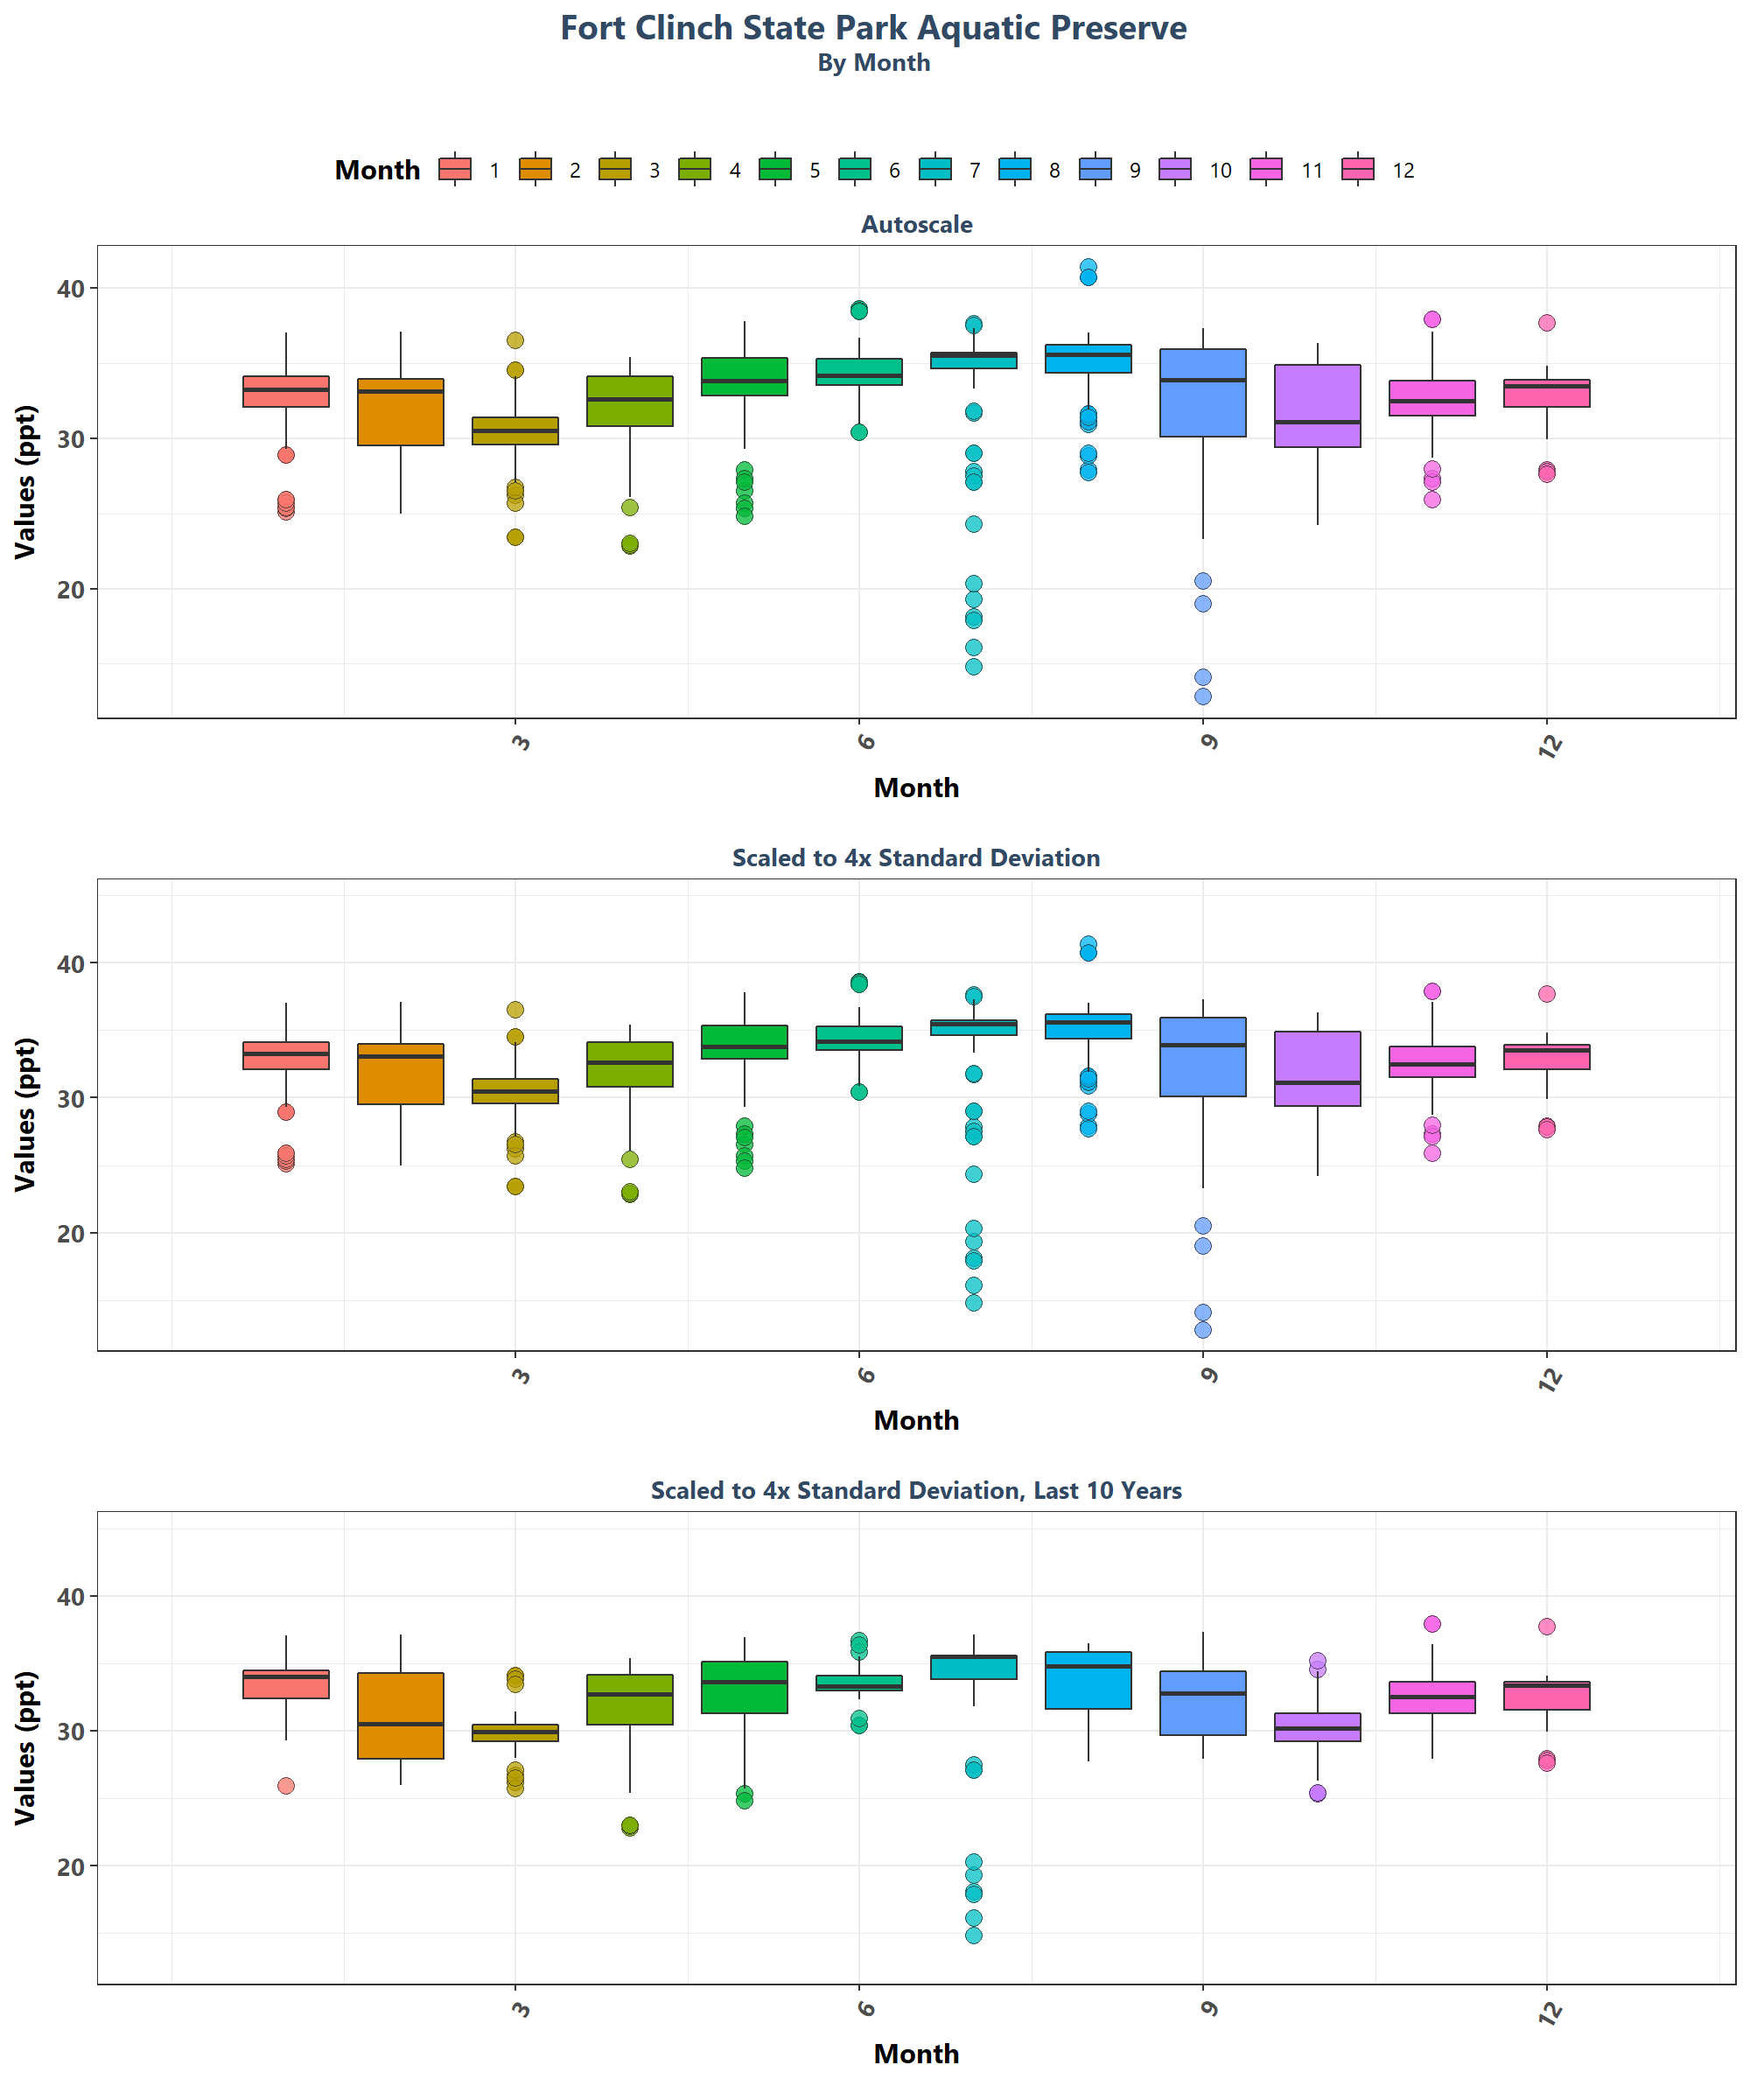 Fort Clinch State Park Aquatic Preserve
By Month
Month 1 2 3 4 5 6 7 8 9 10 11 12
Autoscale
Values (ppt)
40
30
20
3 6 9 12
Month
Scaled to 4x Standard Deviation
Values (ppt)
40
30
20
3 6 9 12
Month
Scaled to 4x Standard Deviation, Last 10 Years
Values (ppt)
40
30
20
3 6 9 12
Month